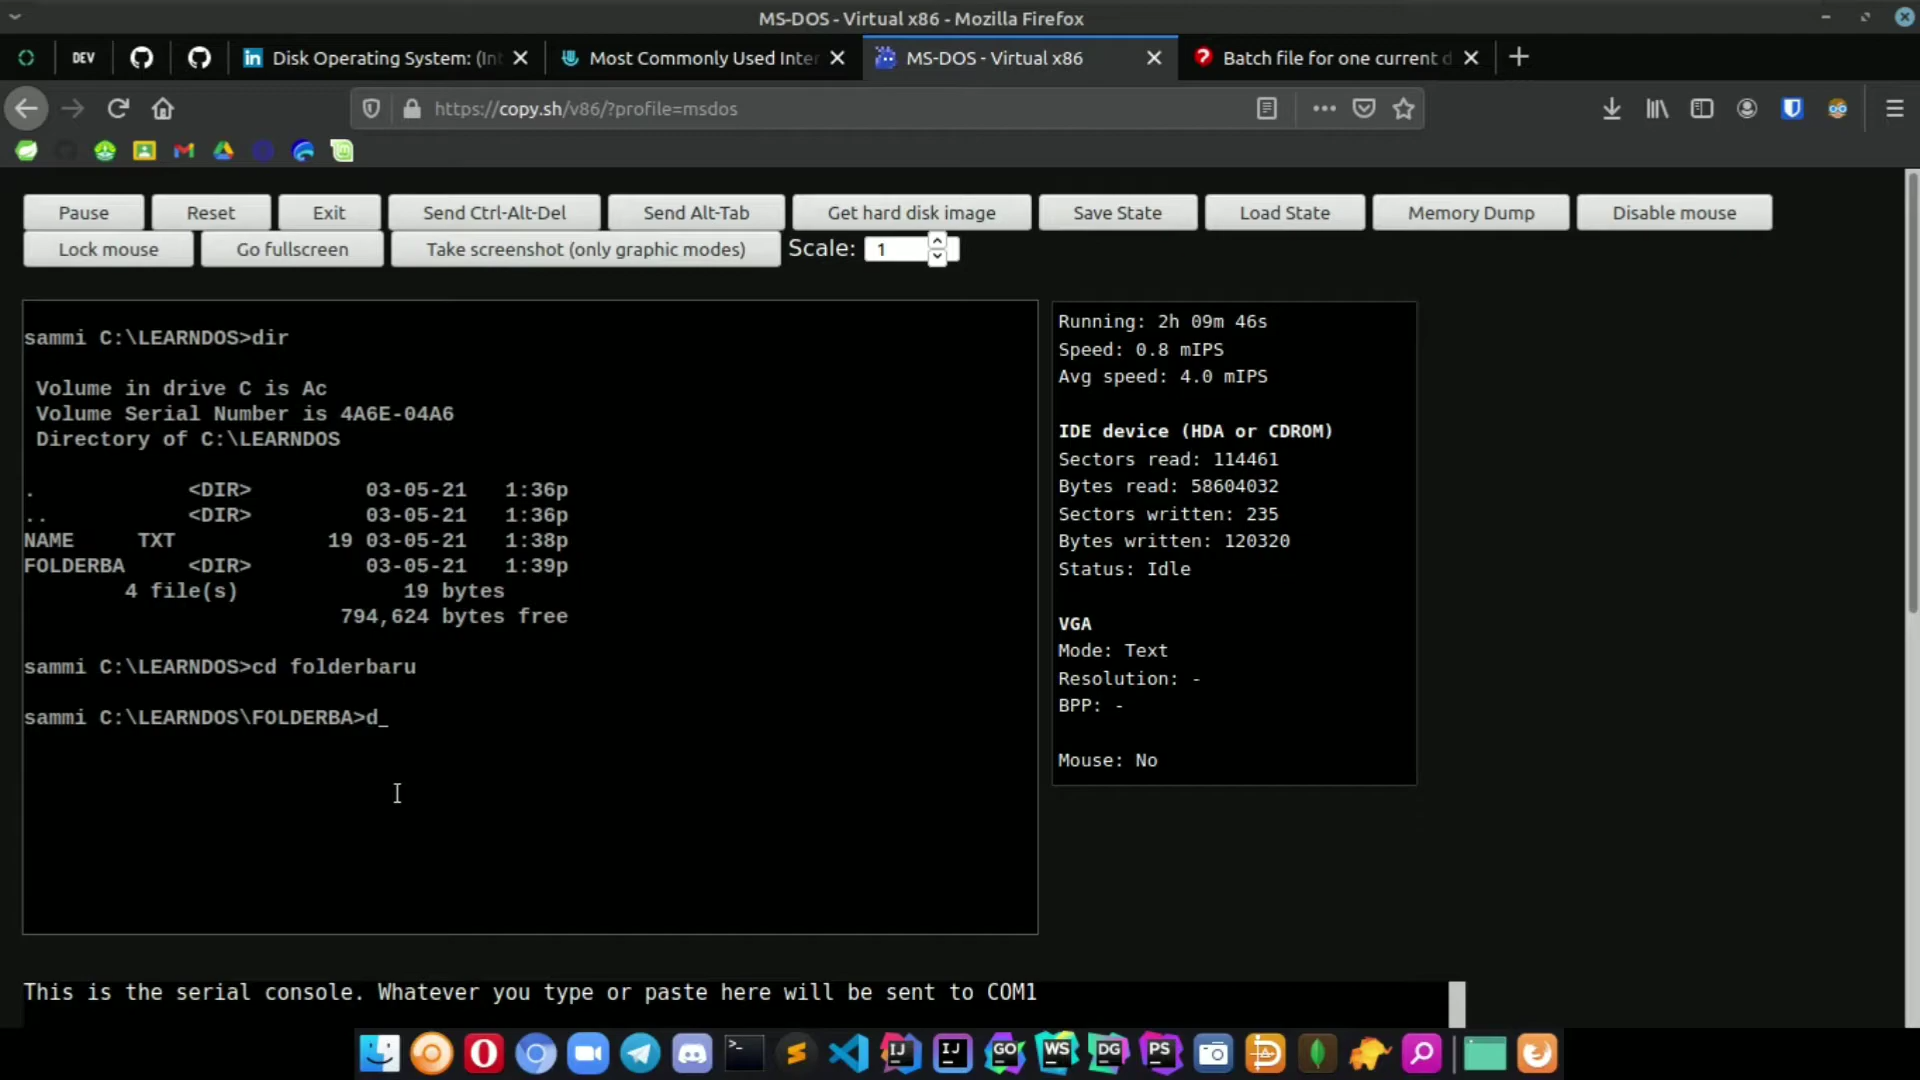 MS-DOS - Virtual x86 - Mozilla Firefox
DEV
Disk Operating System: (In
Most Commonly Used Inter
MS-DOS - Virtual x86
Batch file for one current d
https://copy.sh/v86/?profile=msdos
Pause
Reset
Exit
Send Ctrl-Alt-Del
Send Alt-Tab
Get hard disk image
Save State
Load State
Memory Dump
Disable mouse
Lock mouse
Go fullscreen
Take screenshot (only graphic modes)
Scale: 1
sammi C:\LEARNDOS>dir
Volume in drive C is Ac
Volume Serial Number is 4A6E-04A6
Directory of C:\LEARNDOS
. <DIR> 03-05-21 1:36p
.. <DIR> 03-05-21 1:36p
NAME TXT 19 03-05-21 1:38p
FOLDERBA <DIR> 03-05-21 1:39p
4 file(s) 19 bytes
794,624 bytes free
sammi C:\LEARNDOS>cd folderbaru
sammi C:\LEARNDOS\FOLDERBA>d_
Running: 2h 09m 46s
Speed: 0.8 mIPS
Avg speed: 4.0 mIPS
IDE device (HDA or CDROM)
Sectors read: 114461
Bytes read: 58604032
Sectors written: 235
Bytes written: 120320
Status: Idle
VGA
Mode: Text
Resolution: -
BPP: -
Mouse: No
This is the serial console. Whatever you type or paste here will be sent to COM1
IJ
IJ
GO
WS
DG
PS